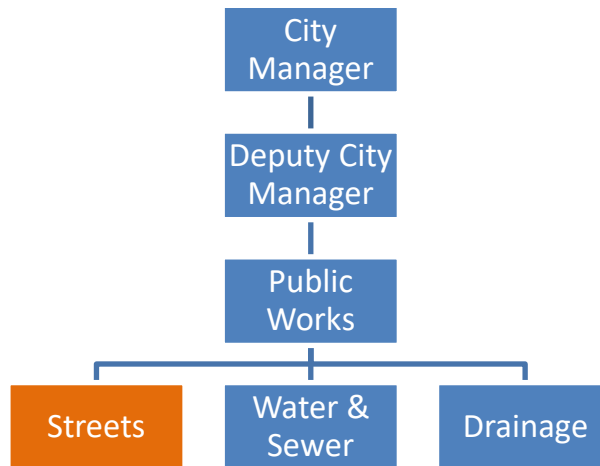 City
Manager
Deputy City
Manager
Public
Works
Streets
Water &
Sewer
Drainage